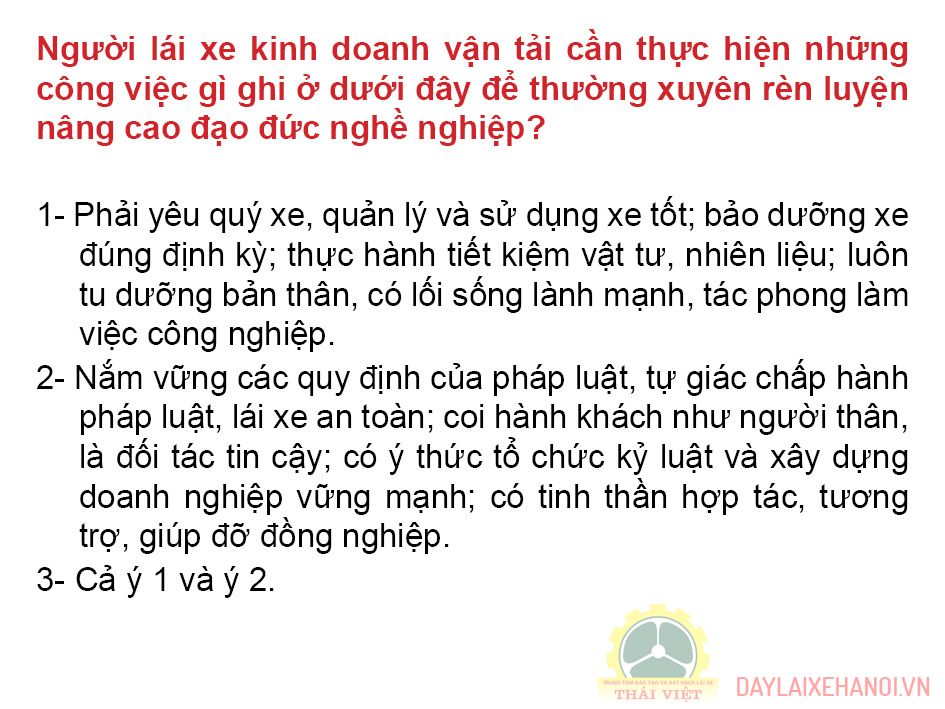 Người lái xe kinh doanh vận tải cần thực hiện những
công việc gì ghi ở dưới đây để thường xuyên rèn luyện
nâng cao đạo đức nghề nghiệp?
1- Phải yêu quý xe, quản lý và sử dụng xe tốt; bảo dưỡng xe
đúng định kỳ; thực hành tiết kiệm vật tư, nhiên liệu; luôn
tu dưỡng bản thân, có lối sống lành mạnh, tác phong làm
việc công nghiệp.
2- Nắm vững các quy định của pháp luật, tự giác chấp hành
pháp luật, lái xe an toàn; coi hành khách như người thân,
là đối tác tin cậy; có ý thức tổ chức kỷ luật và xây dựng
doanh nghiệp vững mạnh; có tinh thần hợp tác, tương
trợ, giúp đỡ đồng nghiệp.
3- Cả ý 1 và ý 2.
TRUNG TÂM ĐÀO TẠO VÀ SÁT HẠCH LÁI XE
THÁI VIỆT
DAYLAIXEHANOI.VN